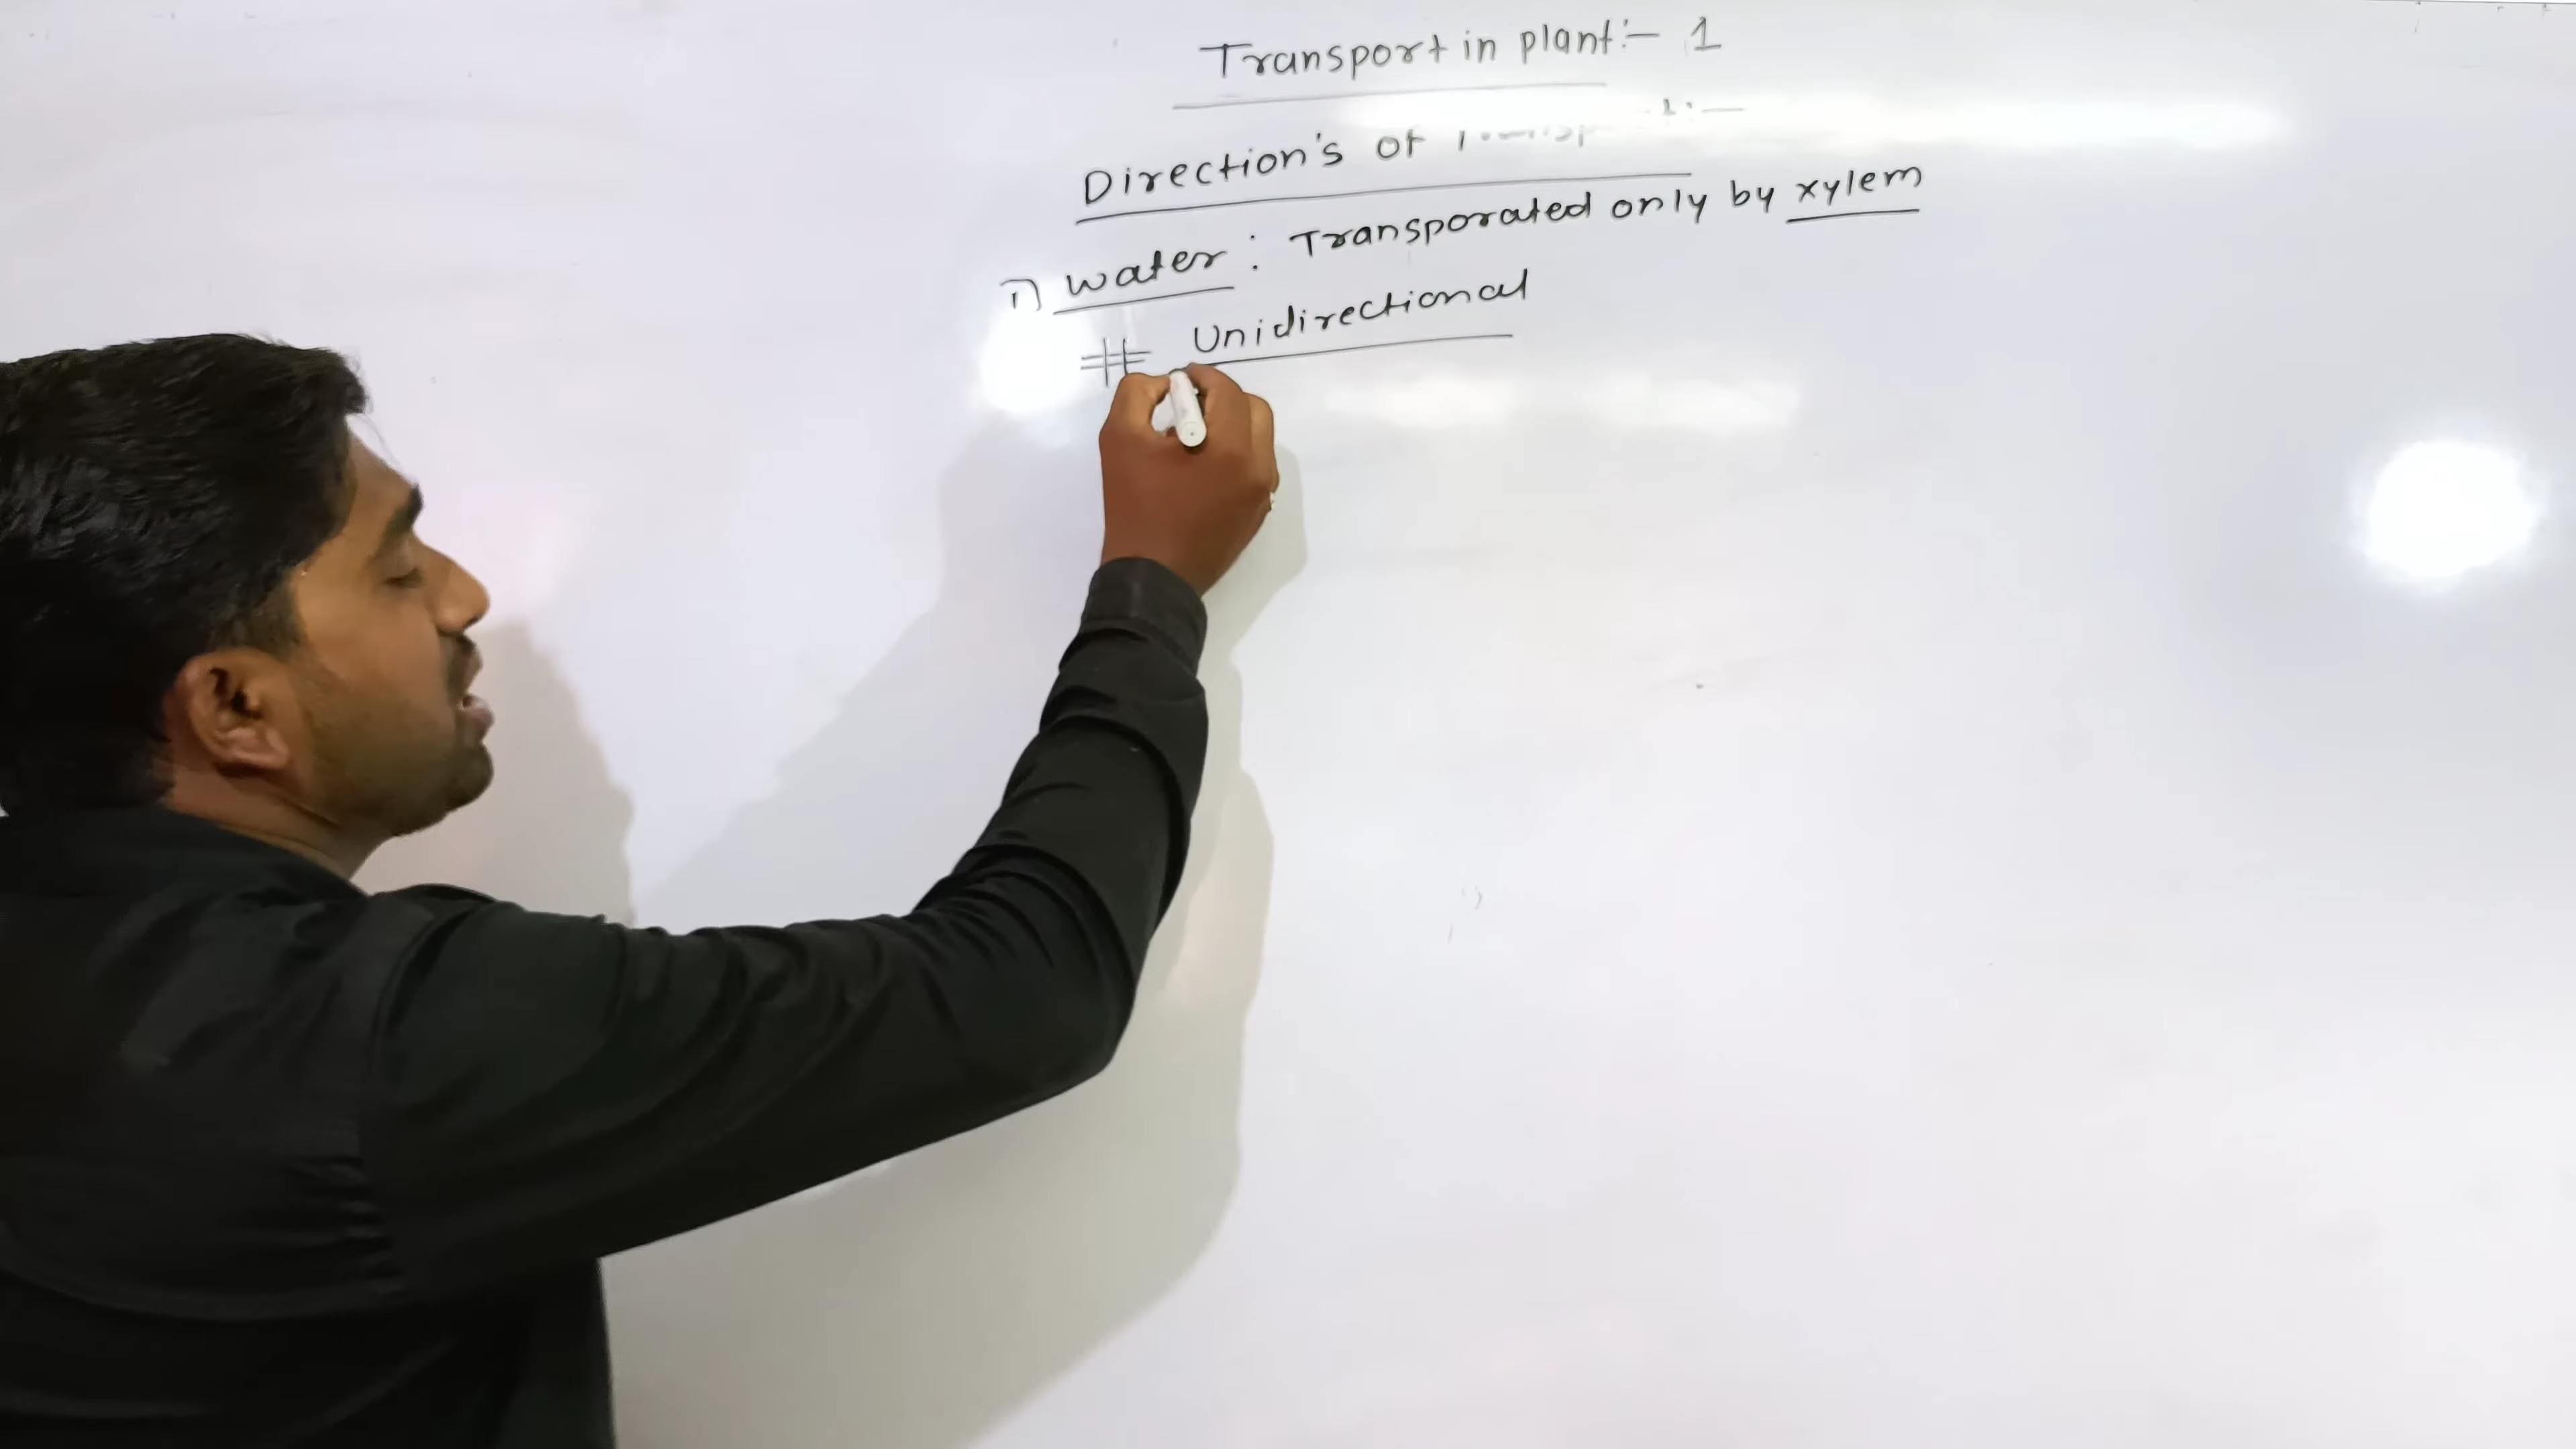 Transport in plant:- 1
Direction's of
1) water : Transporated only by xylem
# Unidirectional